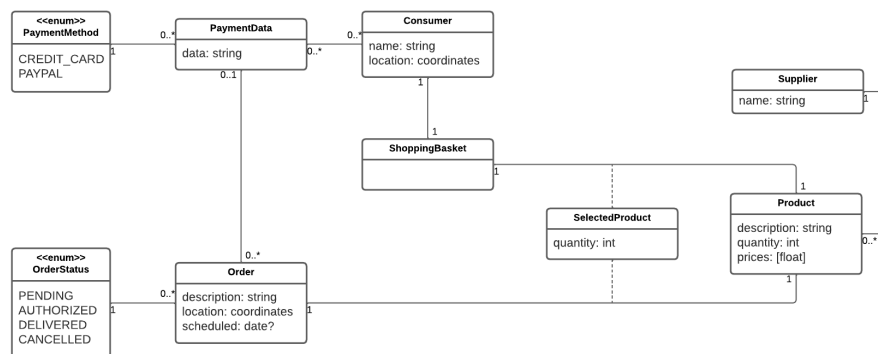 <<enum>>
PaymentMethod
CREDIT_CARD
PAYPAL
1
0..*
PaymentData
data: string
0..1
0..*
0..*
Consumer
name: string
location: coordinates
1
1
ShoppingBasket
1
Supplier
name: string
1
SelectedProduct
quantity: int
1
Product
description: string
quantity: int
prices: [float]
0..*
1
<<enum>>
OrderStatus
PENDING
AUTHORIZED
DELIVERED
CANCELLED
1
0..*
0..*
Order
description: string
location: coordinates
scheduled: date?
1